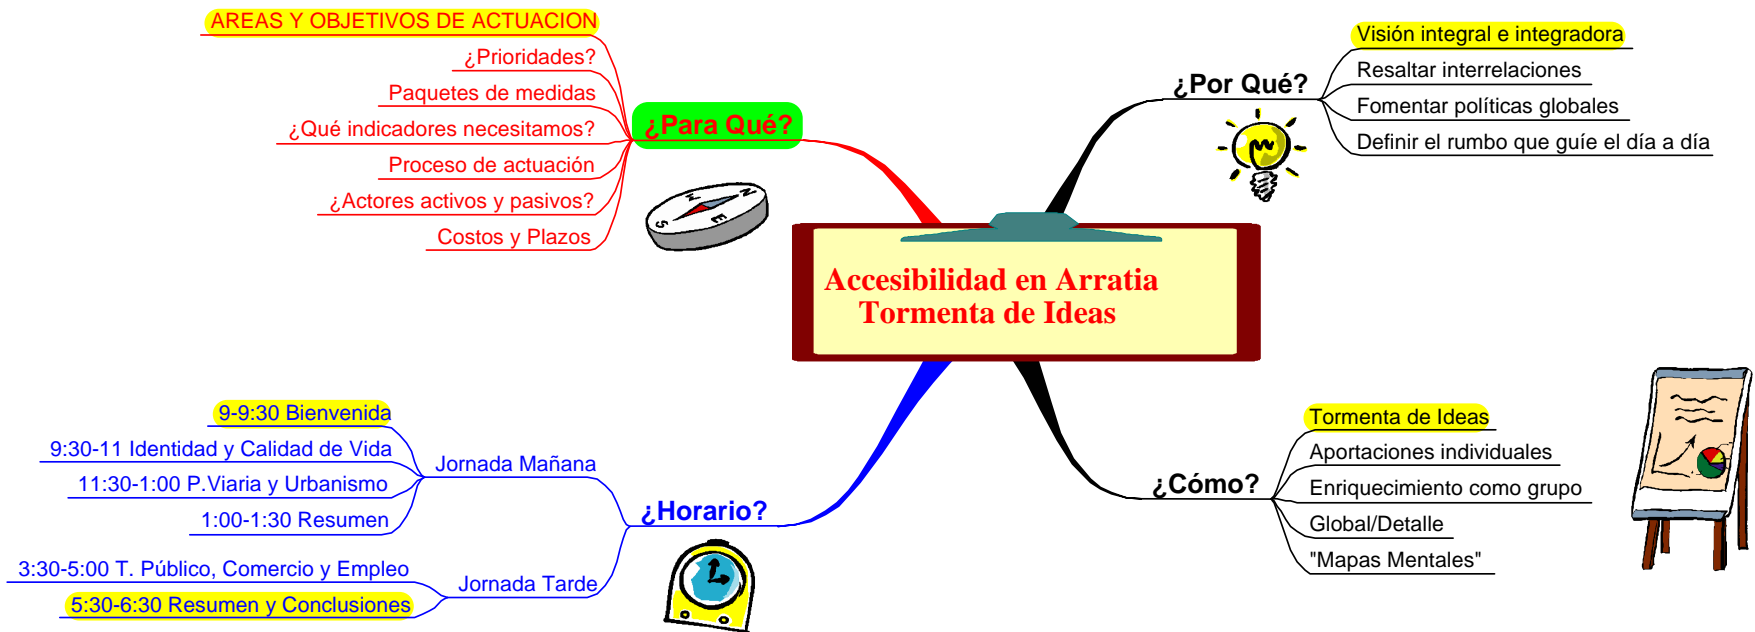 Accesibilidad en Arratia
Tormenta de Ideas
¿Por Qué?
Visión integral e integradora
Resaltar interrelaciones
Fomentar políticas globales
Definir el rumbo que guíe el día a día
¿Cómo?
Tormenta de Ideas
Aportaciones individuales
Enriquecimiento como grupo
Global/Detalle
"Mapas Mentales"
¿Para Qué?
AREAS Y OBJETIVOS DE ACTUACION
¿Prioridades?
Paquetes de medidas
¿Qué indicadores necesitamos?
Proceso de actuación
¿Actores activos y pasivos?
Costos y Plazos
N
W
E
S
¿Horario?
Jornada Mañana
9-9:30 Bienvenida
9:30-11 Identidad y Calidad de Vida
11:30-1:00 P.Viaria y Urbanismo
1:00-1:30 Resumen
Jornada Tarde
3:30-5:00 T. Público, Comercio y Empleo
5:30-6:30 Resumen y Conclusiones